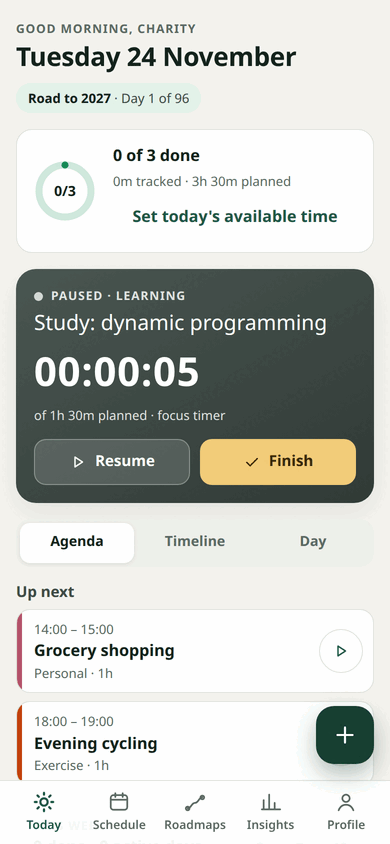 GOOD MORNING, CHARITY
Tuesday 24 November
Road to 2027 · Day 1 of 96
0/3
0 of 3 done
0m tracked · 3h 30m planned
Set today's available time
PAUSED · LEARNING
Study: dynamic programming
00:00:05
of 1h 30m planned · focus timer
Resume
Finish
Agenda
Timeline
Day
Up next
14:00 – 15:00
Grocery shopping
Personal · 1h
18:00 – 19:00
Evening cycling
Exercise · 1h
Today
Schedule
Roadmaps
Insights
Profile